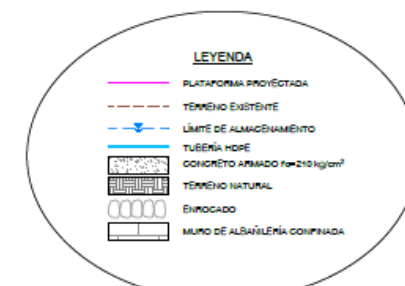 LEYENDA
PLATAFORMA PROYECTADA
TERRENO EXISTENTE
LÍMITE DE ALMACENAMIENTO
TUBERÍA HDPE
CONCRETO ARMADO fc=210 kg/cm²
TERRENO NATURAL
ENROCADO
MURO DE ALBAÑILERÍA CONFINADA